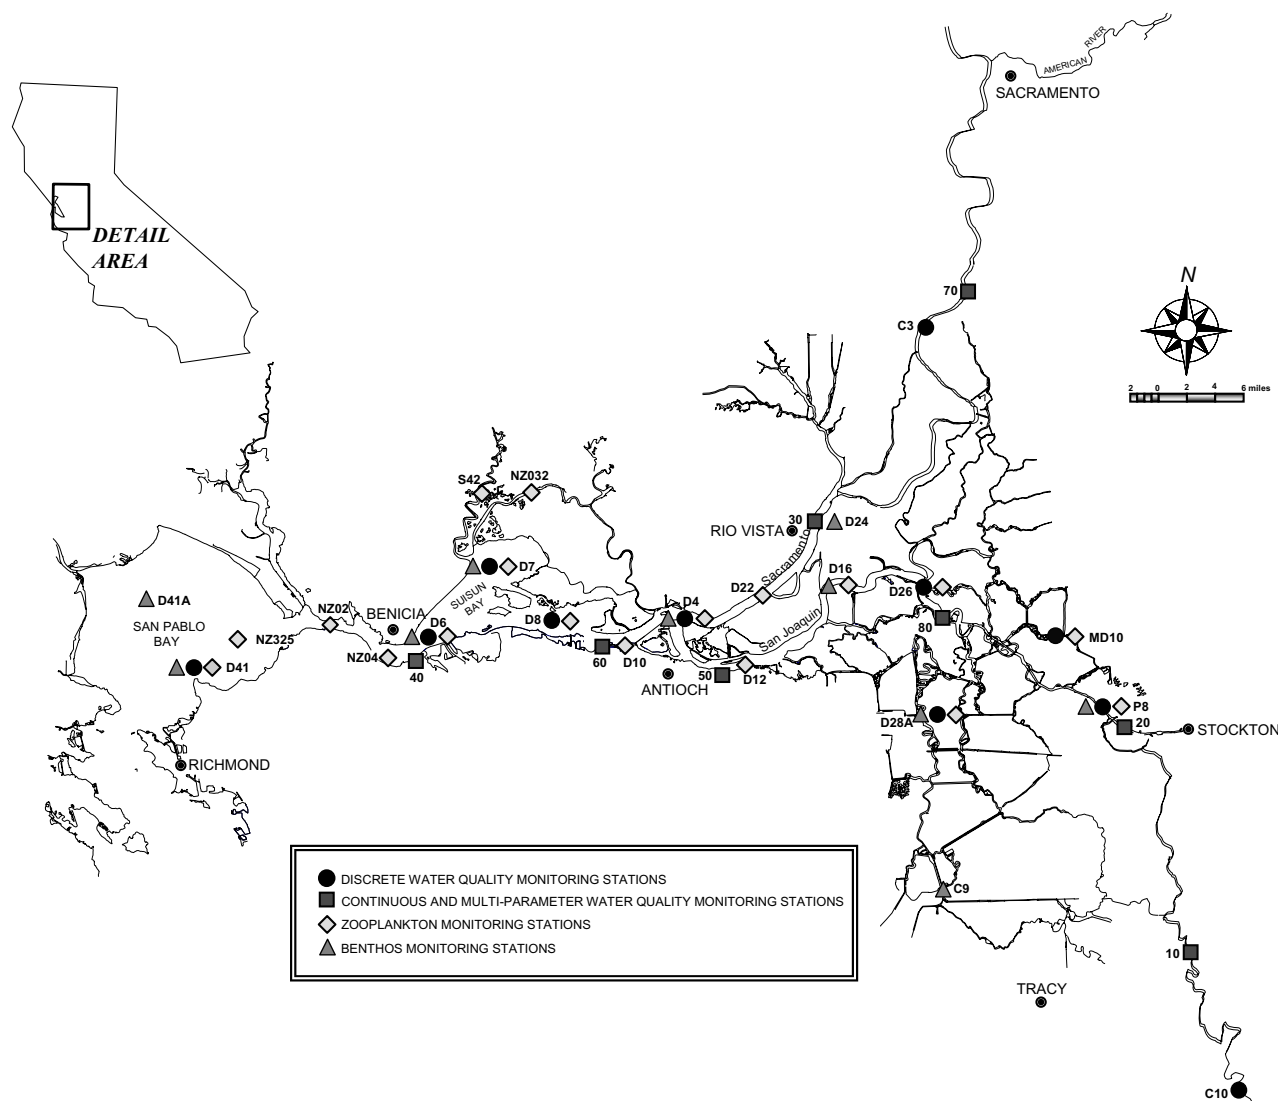 AMERICAN RIVER
SACRAMENTO
DETAIL
AREA
N
70
C3
2 0 2 4 6 miles
S42
NZ032
RIO VISTA
30
D24
Sacramento
D7
D16
D22
D26
D41A
SUISUN
BAY
NZ02
BENICIA
D4
SAN PABLO
BAY
D6
D8
San Joaquin
80
NZ325
MD10
NZ04
60
D10
D41
40
50
D12
ANTIOCH
P8
D28A
20
STOCKTON
RICHMOND
DISCRETE WATER QUALITY MONITORING STATIONS
CONTINUOUS AND MULTI-PARAMETER WATER QUALITY MONITORING STATIONS
ZOOPLANKTON MONITORING STATIONS
BENTHOS MONITORING STATIONS
C9
10
TRACY
C10